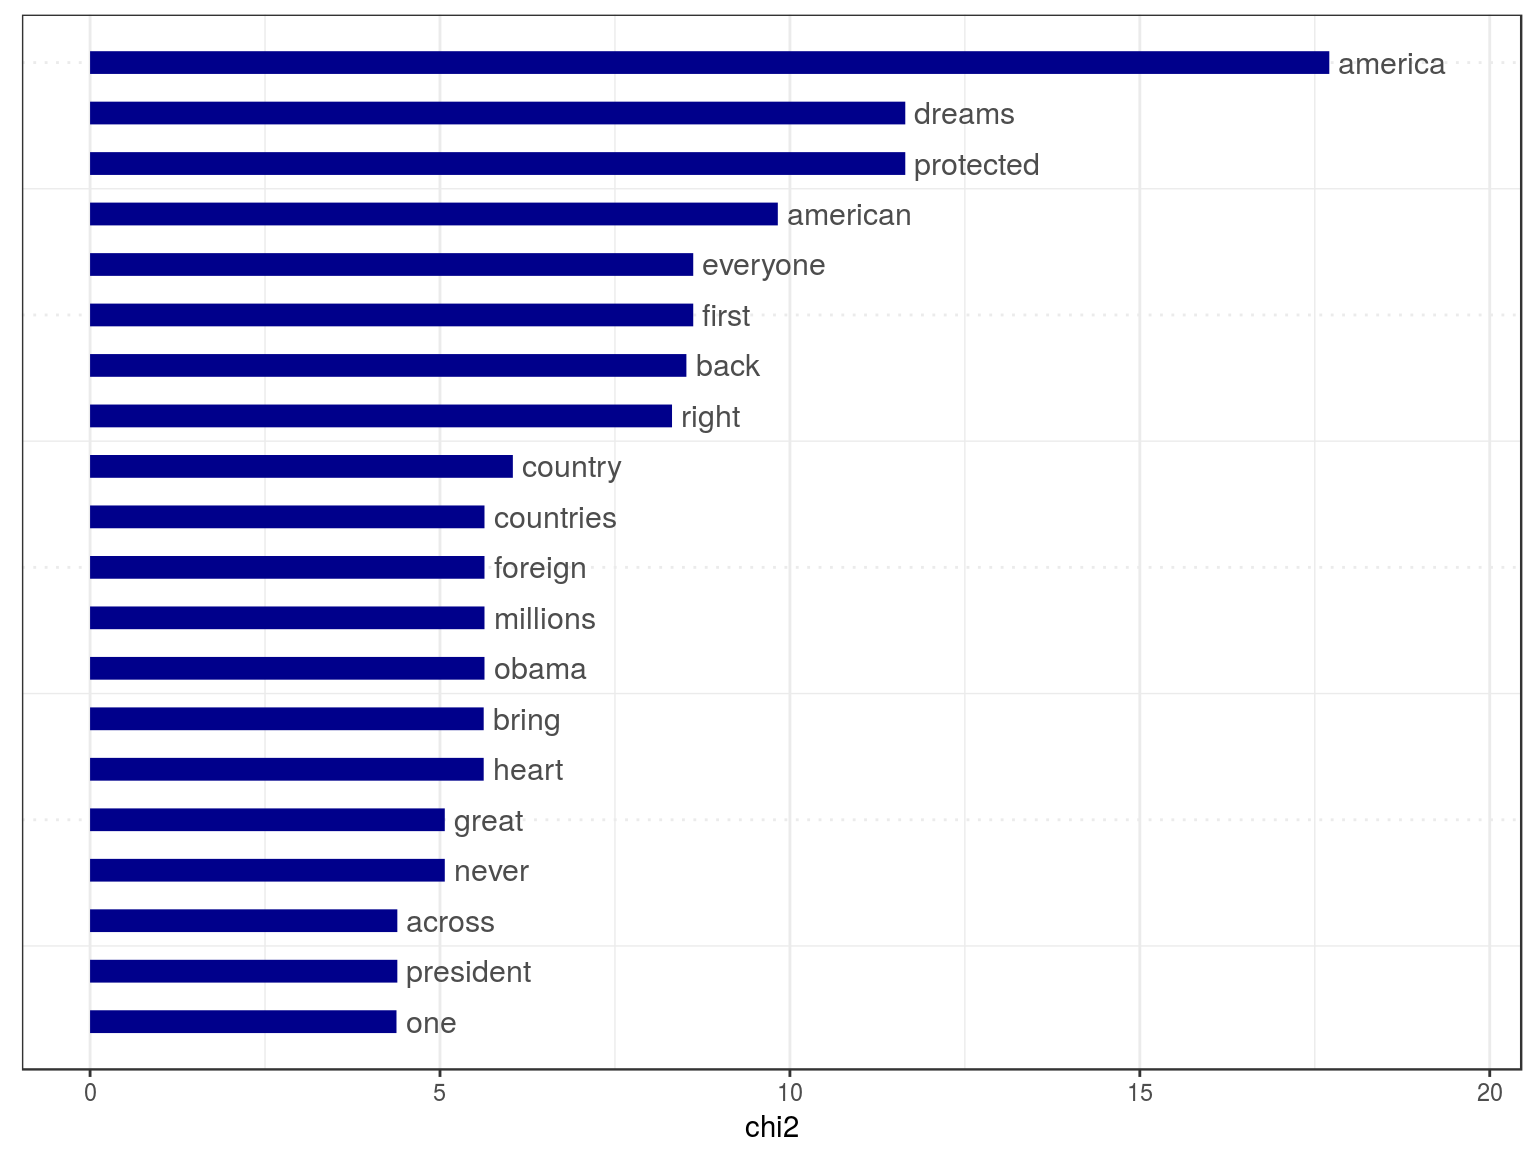 america
dreams
protected
american
everyone
first
back
right
country
countries
foreign
millions
obama
bring
heart
great
never
across
president
one
0 5 10 15 20
chi2